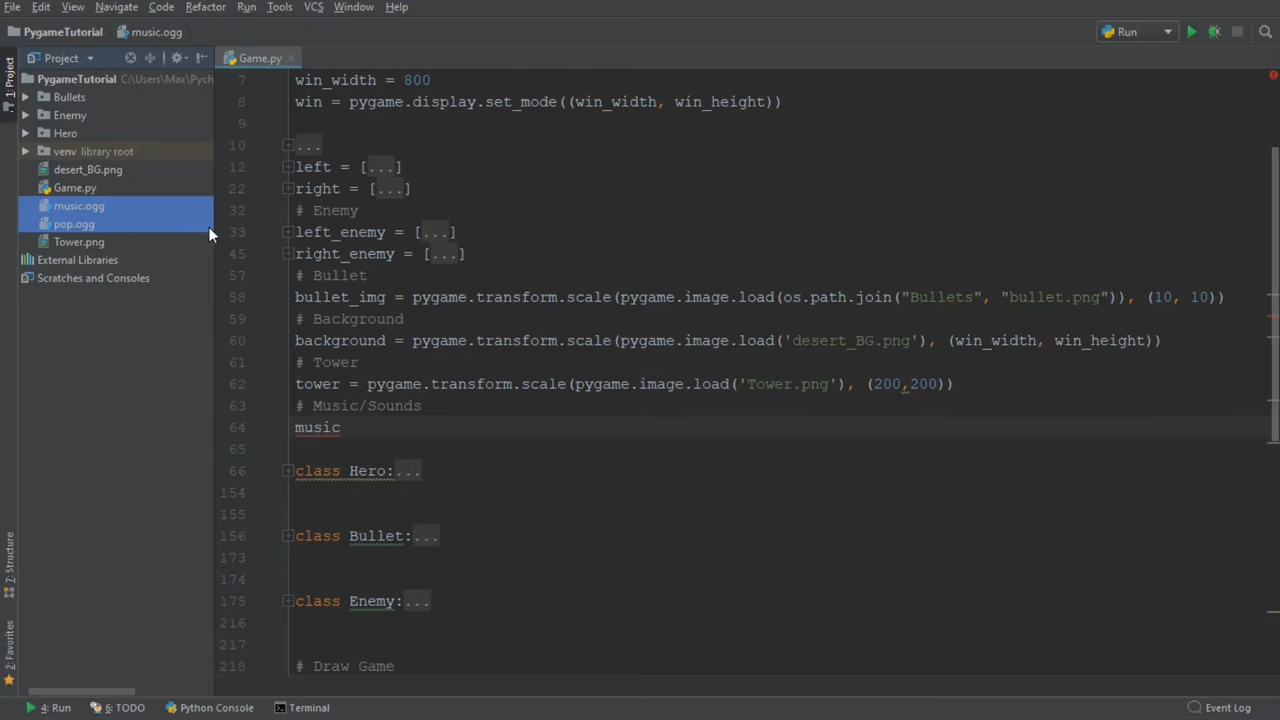 File Edit View Navigate Code Refactor Run Tools VCS Window Help
PygameTutorial music.ogg Run
Project Game.py
1: Project
PygameTutorial C:\Users\Max\Pych
Bullets
Enemy
Hero
venv library root
desert_BG.png
Game.py
music.ogg
pop.ogg
Tower.png
External Libraries
Scratches and Consoles
7 win_width = 800
8 win = pygame.display.set_mode((win_width, win_height))
9
10 ...
12 left = [...]
22 right = [...]
32 # Enemy
33 left_enemy = [...]
45 right_enemy = [...]
57 # Bullet
58 bullet_img = pygame.transform.scale(pygame.image.load(os.path.join("Bullets", "bullet.png")), (10, 10))
59 # Background
60 background = pygame.transform.scale(pygame.image.load('desert_BG.png'), (win_width, win_height))
61 # Tower
62 tower = pygame.transform.scale(pygame.image.load('Tower.png'), (200,200))
63 # Music/Sounds
64 music
65
66 class Hero:...
154
155
156 class Bullet:...
173
174
175 class Enemy:...
216
217
218 # Draw Game
7: Structure
2: Favorites
4: Run 6: TODO Python Console Terminal Event Log